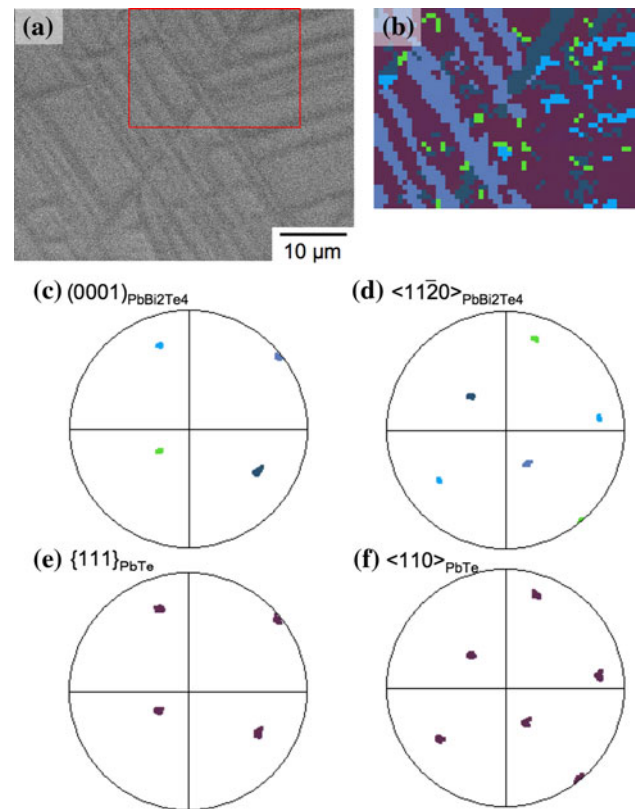 (a)
(b)
10 µm
(c) (0001)PbBi2Te4
(d) <112̄0>PbBi2Te4
(e) {111}PbTe
(f) <110>PbTe